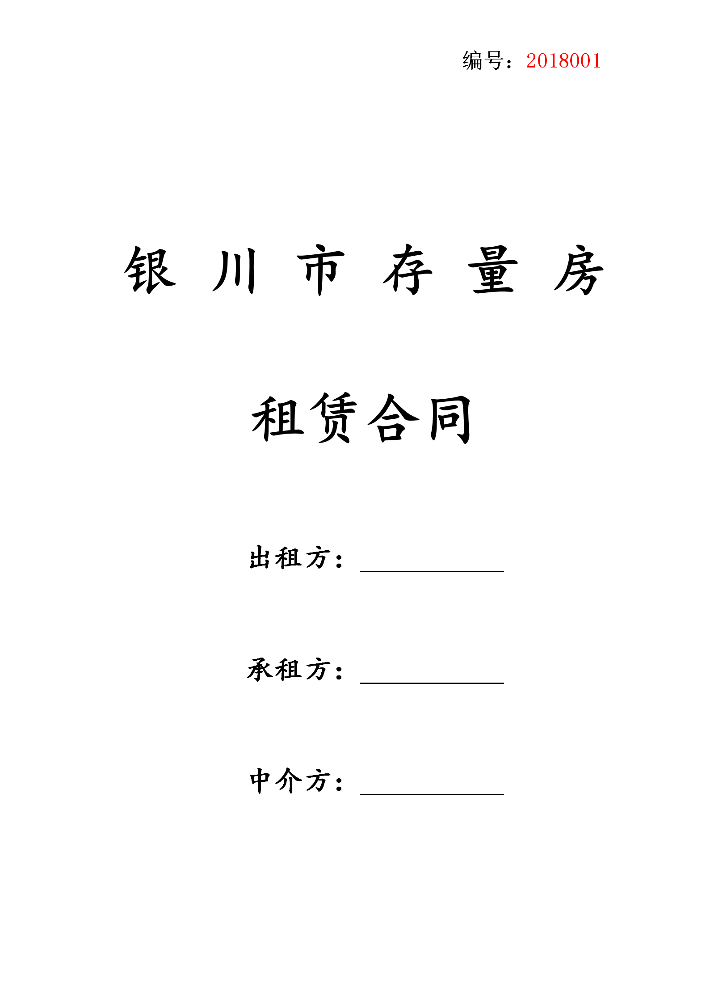 编号：2018001
银 川 市 存 量 房
租赁合同
出租方：
承租方：
中介方：